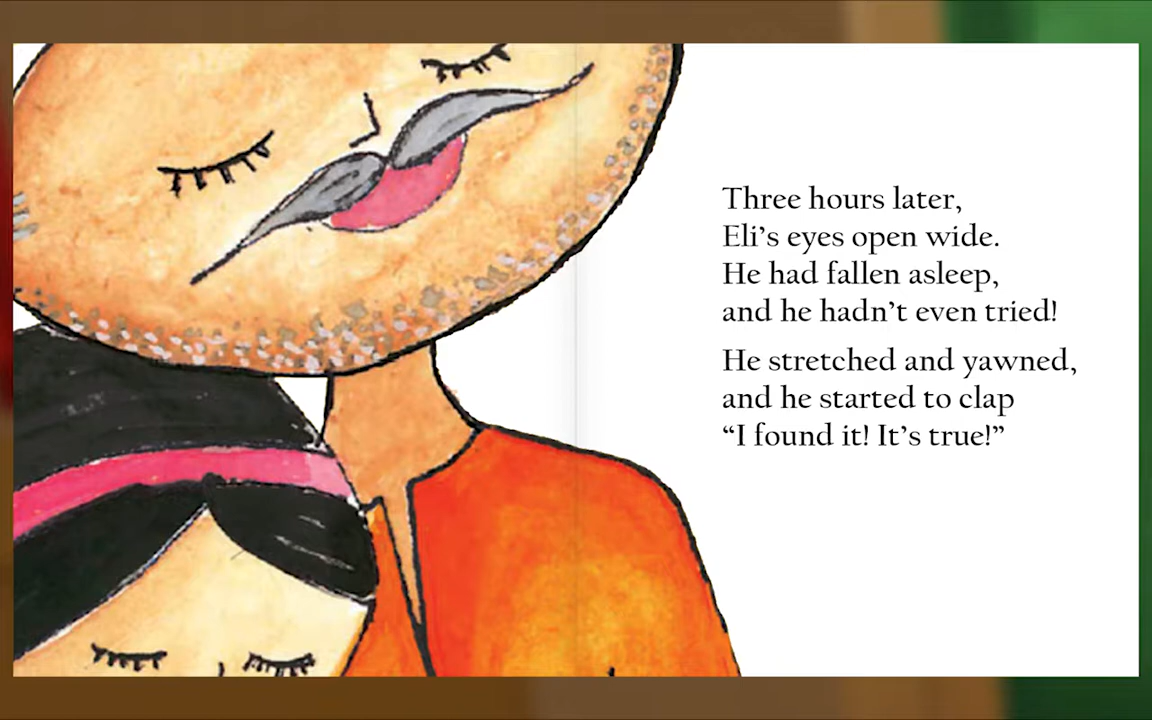 Three hours later,
Eli’s eyes open wide.
He had fallen asleep,
and he hadn’t even tried!
He stretched and yawned,
and he started to clap
“I found it! It’s true!”